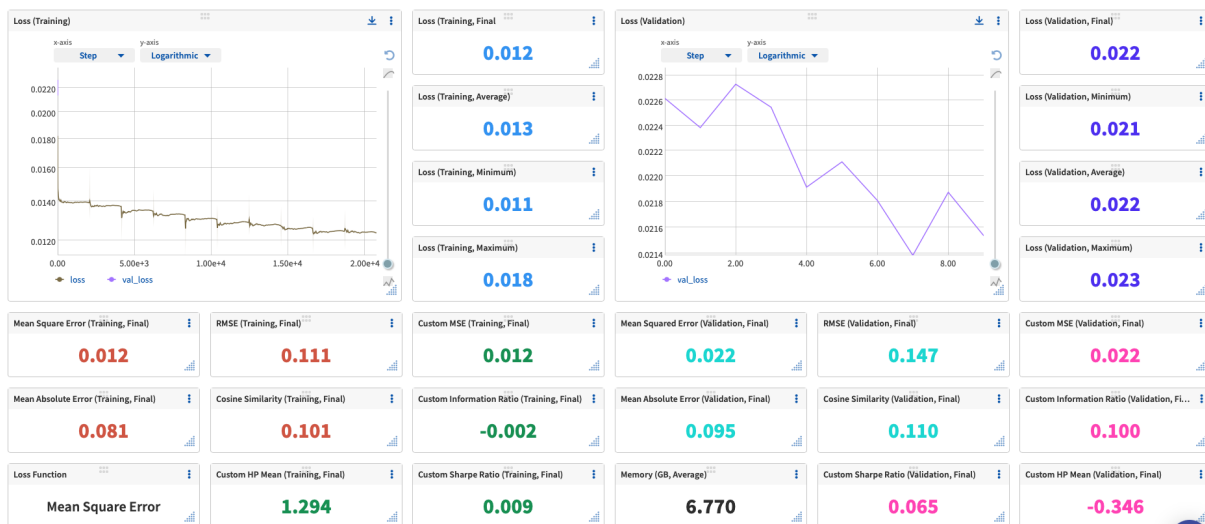 Loss (Training)
x-axis
y-axis
Step
Logarithmic
0.0220
0.0200
0.0180
0.0160
0.0140
0.0120
0.00
5.00e+3
1.00e+4
1.50e+4
2.00e+4
loss
val_loss
Loss (Training, Final
0.012
Loss (Training, Average)
0.013
Loss (Training, Minimum)
0.011
Loss (Training, Maximum)
0.018
Loss (Validation)
x-axis
y-axis
Step
Logarithmic
0.0228
0.0226
0.0224
0.0222
0.0220
0.0218
0.0216
0.0214
0.00
2.00
4.00
6.00
8.00
val_loss
Loss (Validation, Final)
0.022
Loss (Validation, Minimum)
0.021
Loss (Validation, Average)
0.022
Loss (Validation, Maximum)
0.023
Mean Square Error (Training, Final)
0.012
RMSE (Training, Final)
0.111
Custom MSE (Training, Final)
0.012
Mean Squared Error (Validation, Final)
0.022
RMSE (Validation, Final)
0.147
Custom MSE (Validation, Final)
0.022
Mean Absolute Error (Training, Final)
0.081
Cosine Similarity (Training, Final)
0.101
Custom Information Ratio (Training, Final)
-0.002
Mean Absolute Error (Validation, Final)
0.095
Cosine Similarity (Validation, Final)
0.110
Custom Information Ratio (Validation, Fi...
0.100
Loss Function
Mean Square Error
Custom HP Mean (Training, Final)
1.294
Custom Sharpe Ratio (Training, Final)
0.009
Memory (GB, Average)
6.770
Custom Sharpe Ratio (Validation, Final)
0.065
Custom HP Mean (Validation, Final)
-0.346